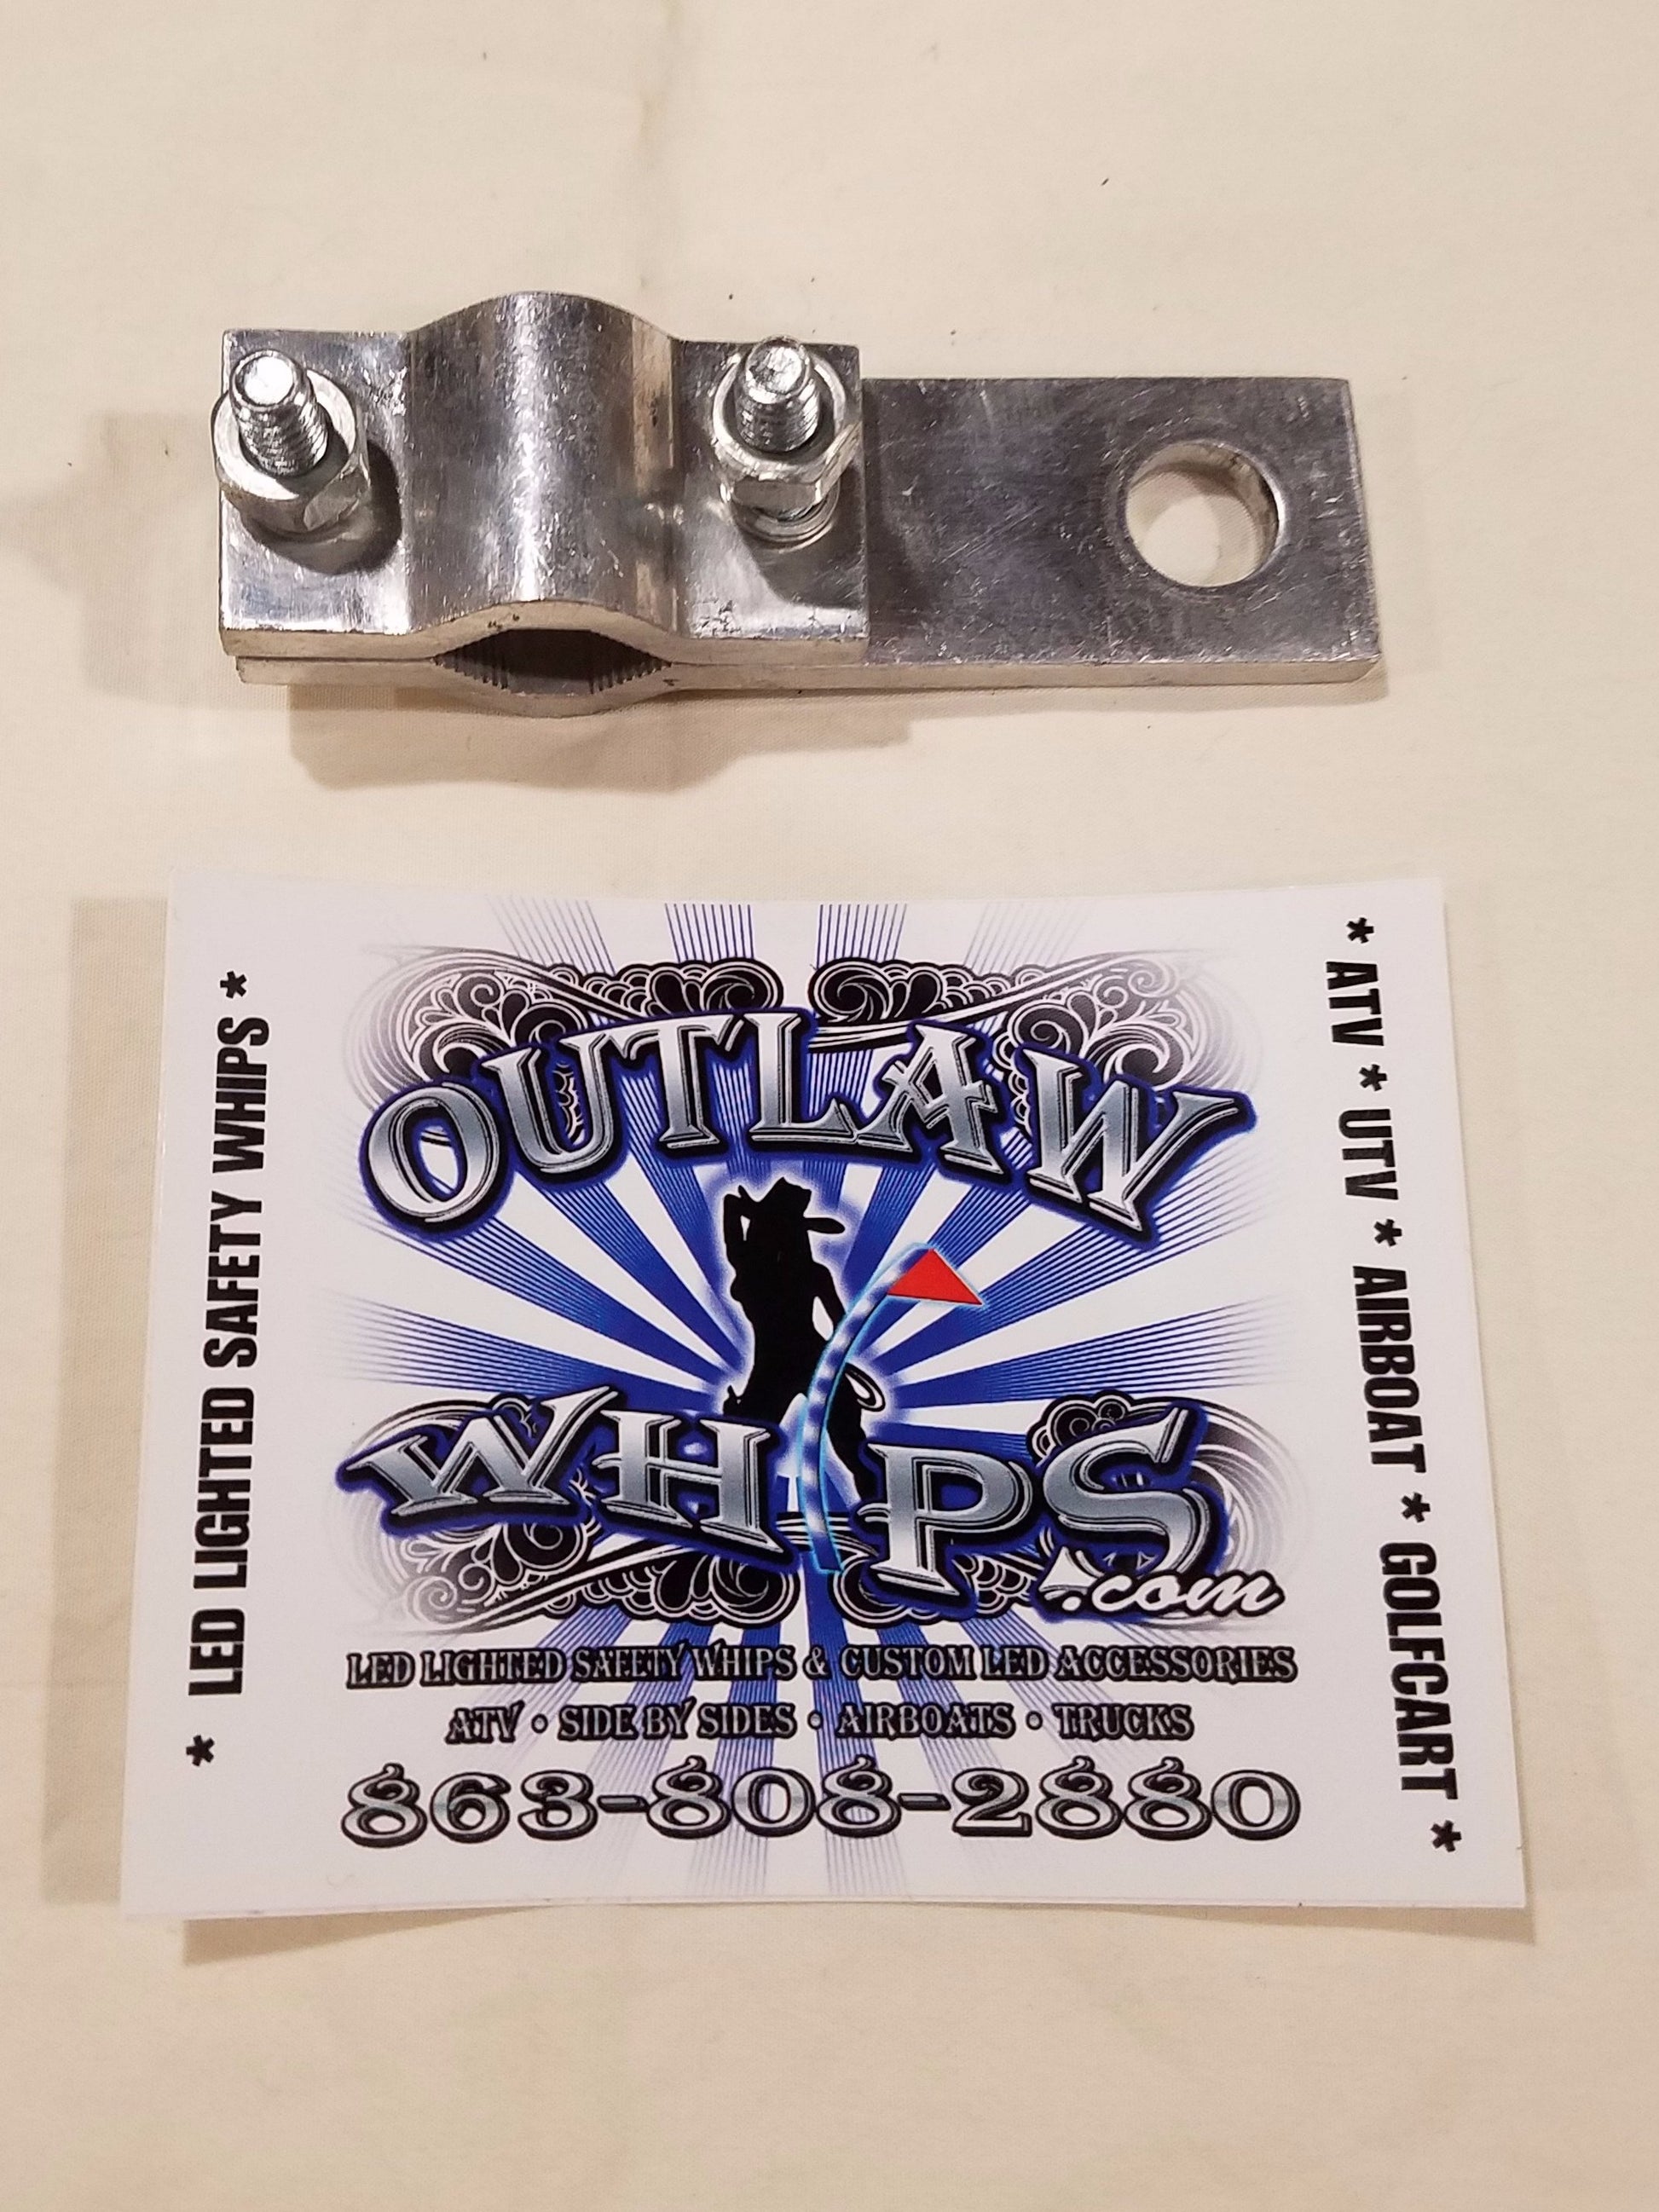 * LED LIGHTED SAFETY WHIPS *
OUTLAW
WHIPS
.com
LED LIGHTED SAFETY WHIPS & CUSTOM LED ACCESSORIES
ATV • SIDE BY SIDES • AIRBOATS • TRUCKS
863-808-2880
* ATV * UTV * AIRBOAT * GOLFCART *